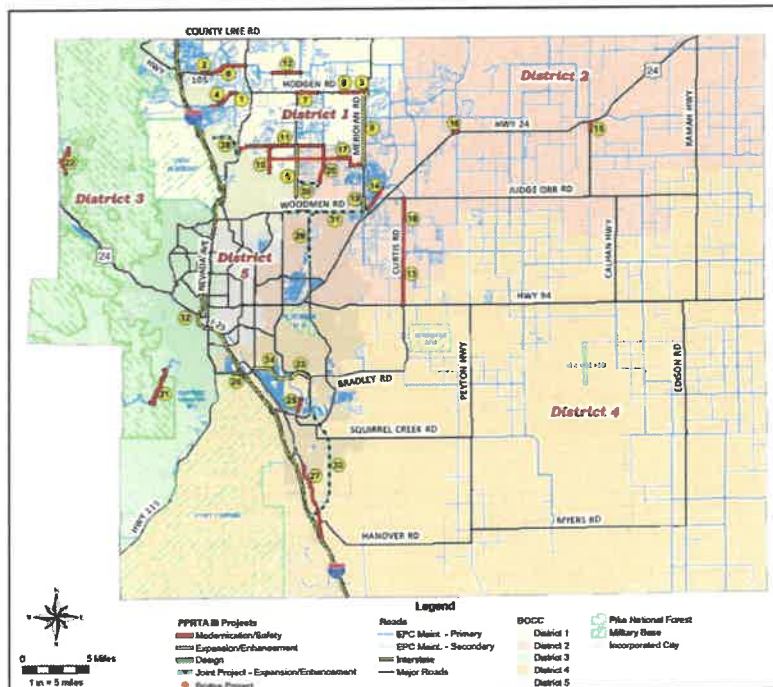 COUNTY LINE RD
HWY
105
HODGEN RD
District 1
District 2
24
HWY 24
MERIDIAN RD
RAMAH HWY
JUDGE ORR RD
WOODMEN RD
District 3
24
NEVADA AVE
District
5
CURTIS RD
CALHAN HWY
HWY 94
I-25
BRADLEY RD
PEYTON HWY
EDISON RD
District 4
SQUIRREL CREEK RD
HWY 115
HANOVER RD
MYERS RD
Legend
PPRTA III Projects
Modernization/Safety
Expansion/Enhancement
Design
Joint Project - Expansion/Enhancement
Bridge Project
Roads
EPC Maint. - Primary
EPC Maint. - Secondary
Interstate
Major Roads
BOCC
District 1
District 2
District 3
District 4
District 5
Pike National Forest
Military Base
Incorporated City
0 5 Miles
1 in = 5 miles